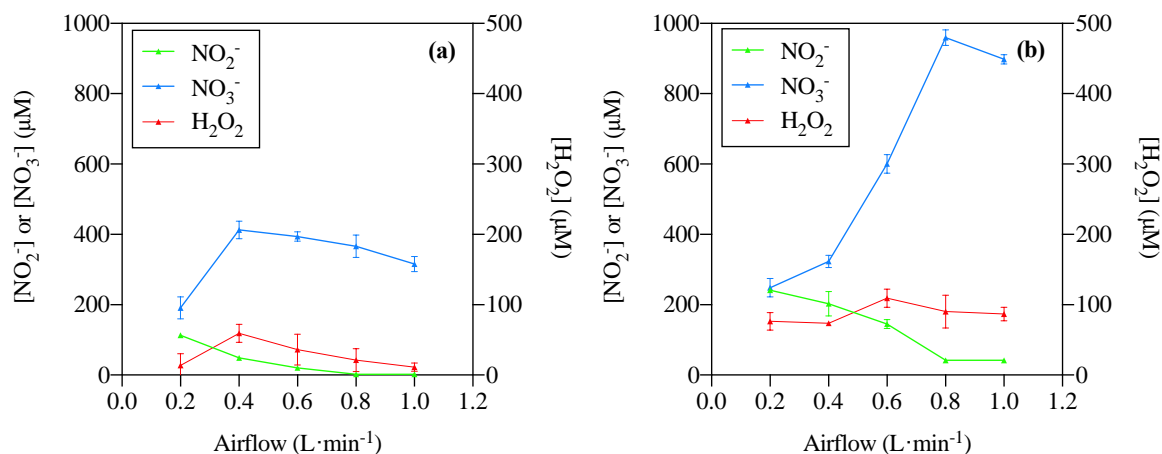 (a)
NO₂⁻
NO₃⁻
H₂O₂
[NO₂⁻] or [NO₃⁻] (µM)
1000
800
600
400
200
0
[H₂O₂] (µM)
500
400
300
200
100
0
0.0 0.2 0.4 0.6 0.8 1.0 1.2
Airflow (L·min⁻¹)
(b)
NO₂⁻
NO₃⁻
H₂O₂
[NO₂⁻] or [NO₃⁻] (µM)
1000
800
600
400
200
0
[H₂O₂] (µM)
500
400
300
200
100
0
0.0 0.2 0.4 0.6 0.8 1.0 1.2
Airflow (L·min⁻¹)